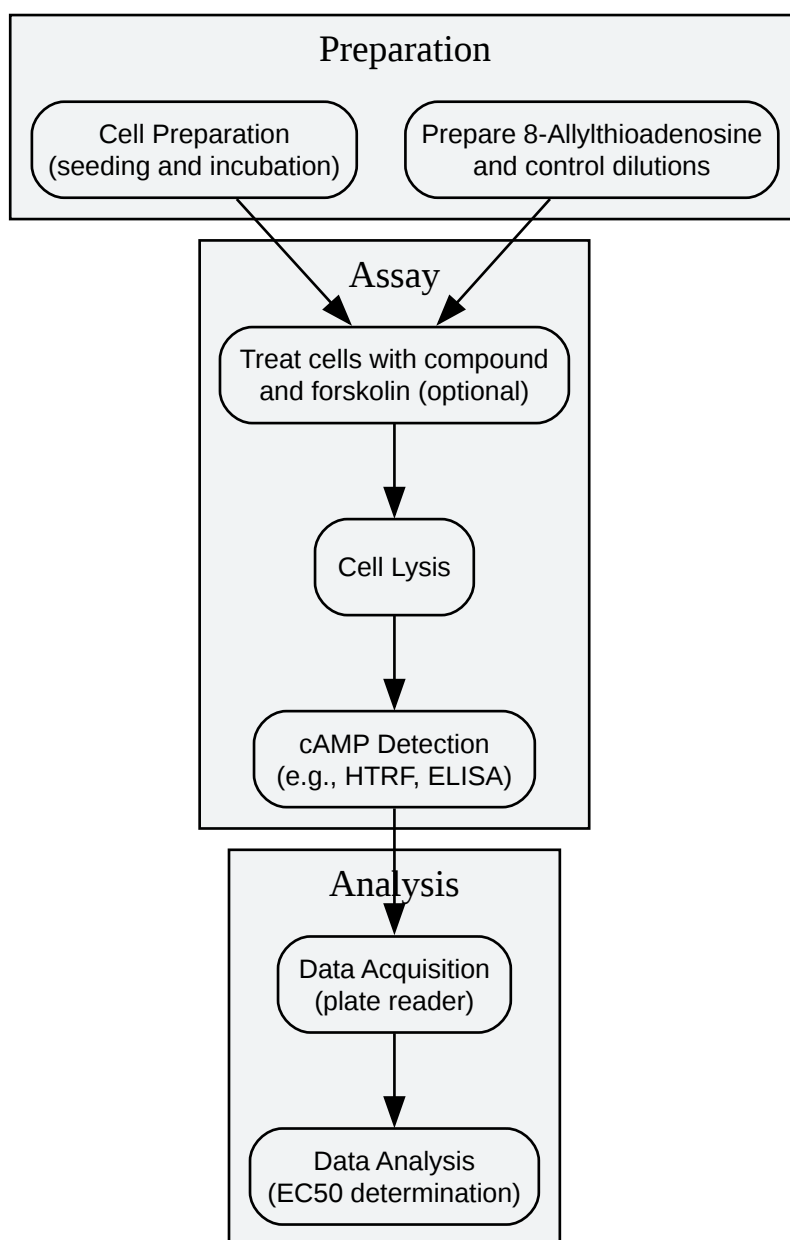 Preparation
Cell Preparation
(seeding and incubation)
Prepare 8-Allylthioadenosine
and control dilutions
Assay
Treat cells with compound
and forskolin (optional)
Cell Lysis
cAMP Detection
(e.g., HTRF, ELISA)
Analysis
Data Acquisition
(plate reader)
Data Analysis
(EC50 determination)